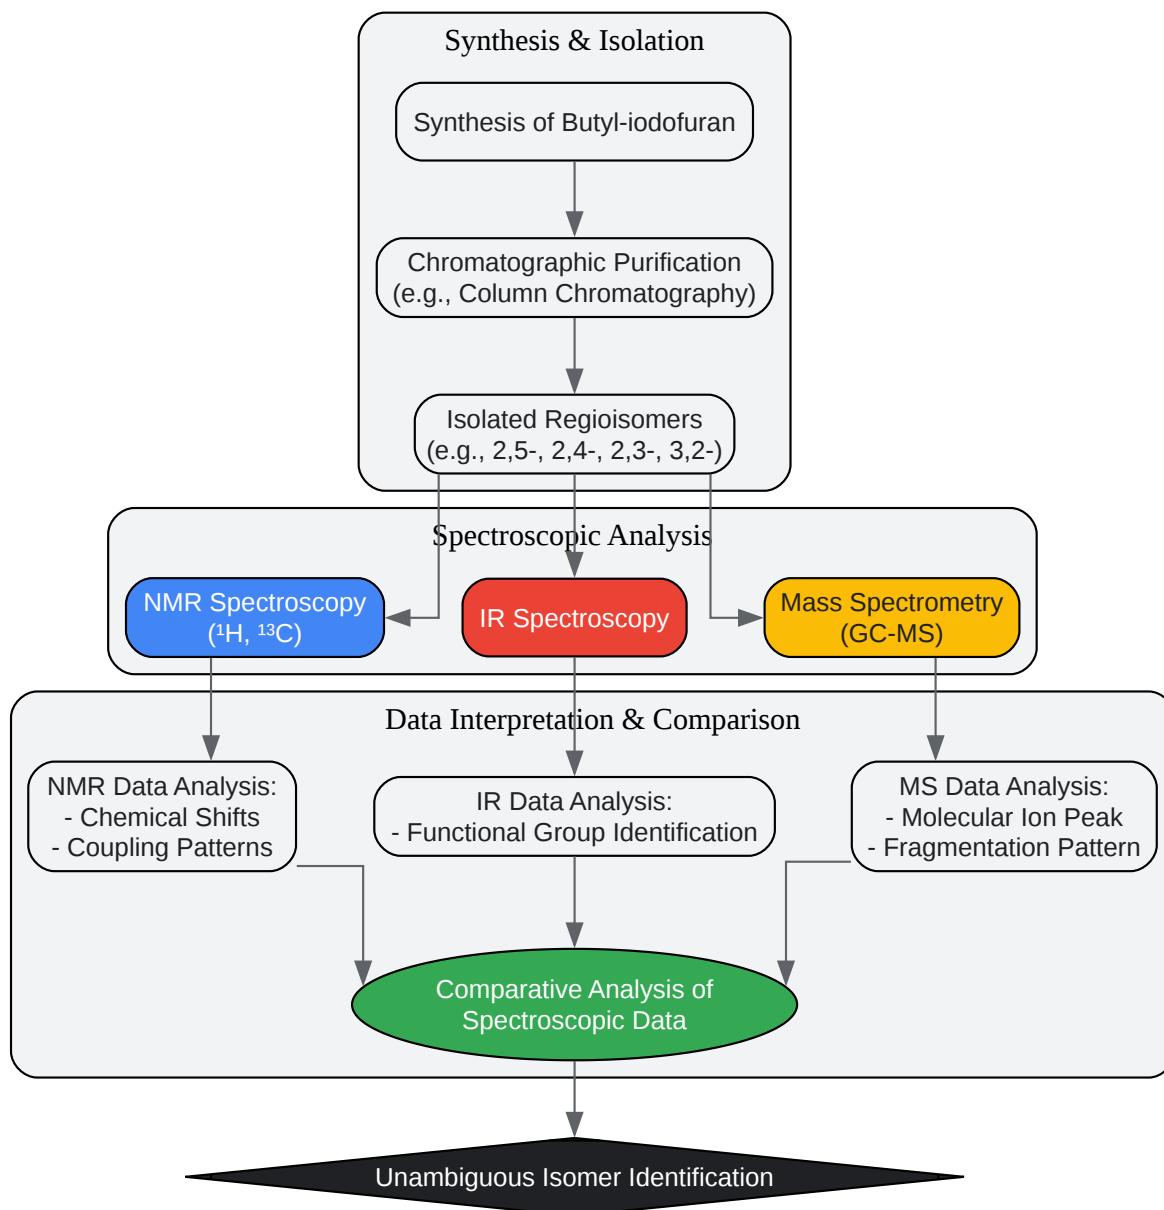 Synthesis & Isolation
Synthesis of Butyl-iodofuran
Chromatographic Purification
(e.g., Column Chromatography)
Isolated Regioisomers
(e.g., 2,5-, 2,4-, 2,3-, 3,2-)
Spectroscopic Analysis
NMR Spectroscopy
(¹H, ¹³C)
IR Spectroscopy
Mass Spectrometry
(GC-MS)
Data Interpretation & Comparison
NMR Data Analysis:
- Chemical Shifts
- Coupling Patterns
IR Data Analysis:
- Functional Group Identification
MS Data Analysis:
- Molecular Ion Peak
- Fragmentation Pattern
Comparative Analysis of
Spectroscopic Data
Unambiguous Isomer Identification